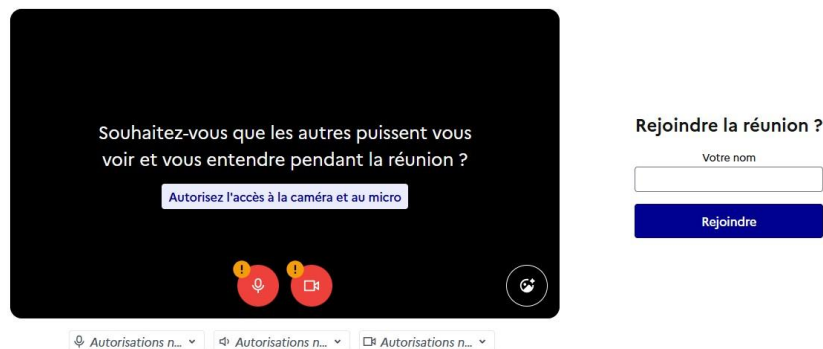 Souhaitez-vous que les autres puissent vous
voir et vous entendre pendant la réunion ?
Autorisez l'accès à la caméra et au micro
!
!
Autorisations n...
Autorisations n...
Autorisations n...
Rejoindre la réunion ?
Votre nom
Rejoindre